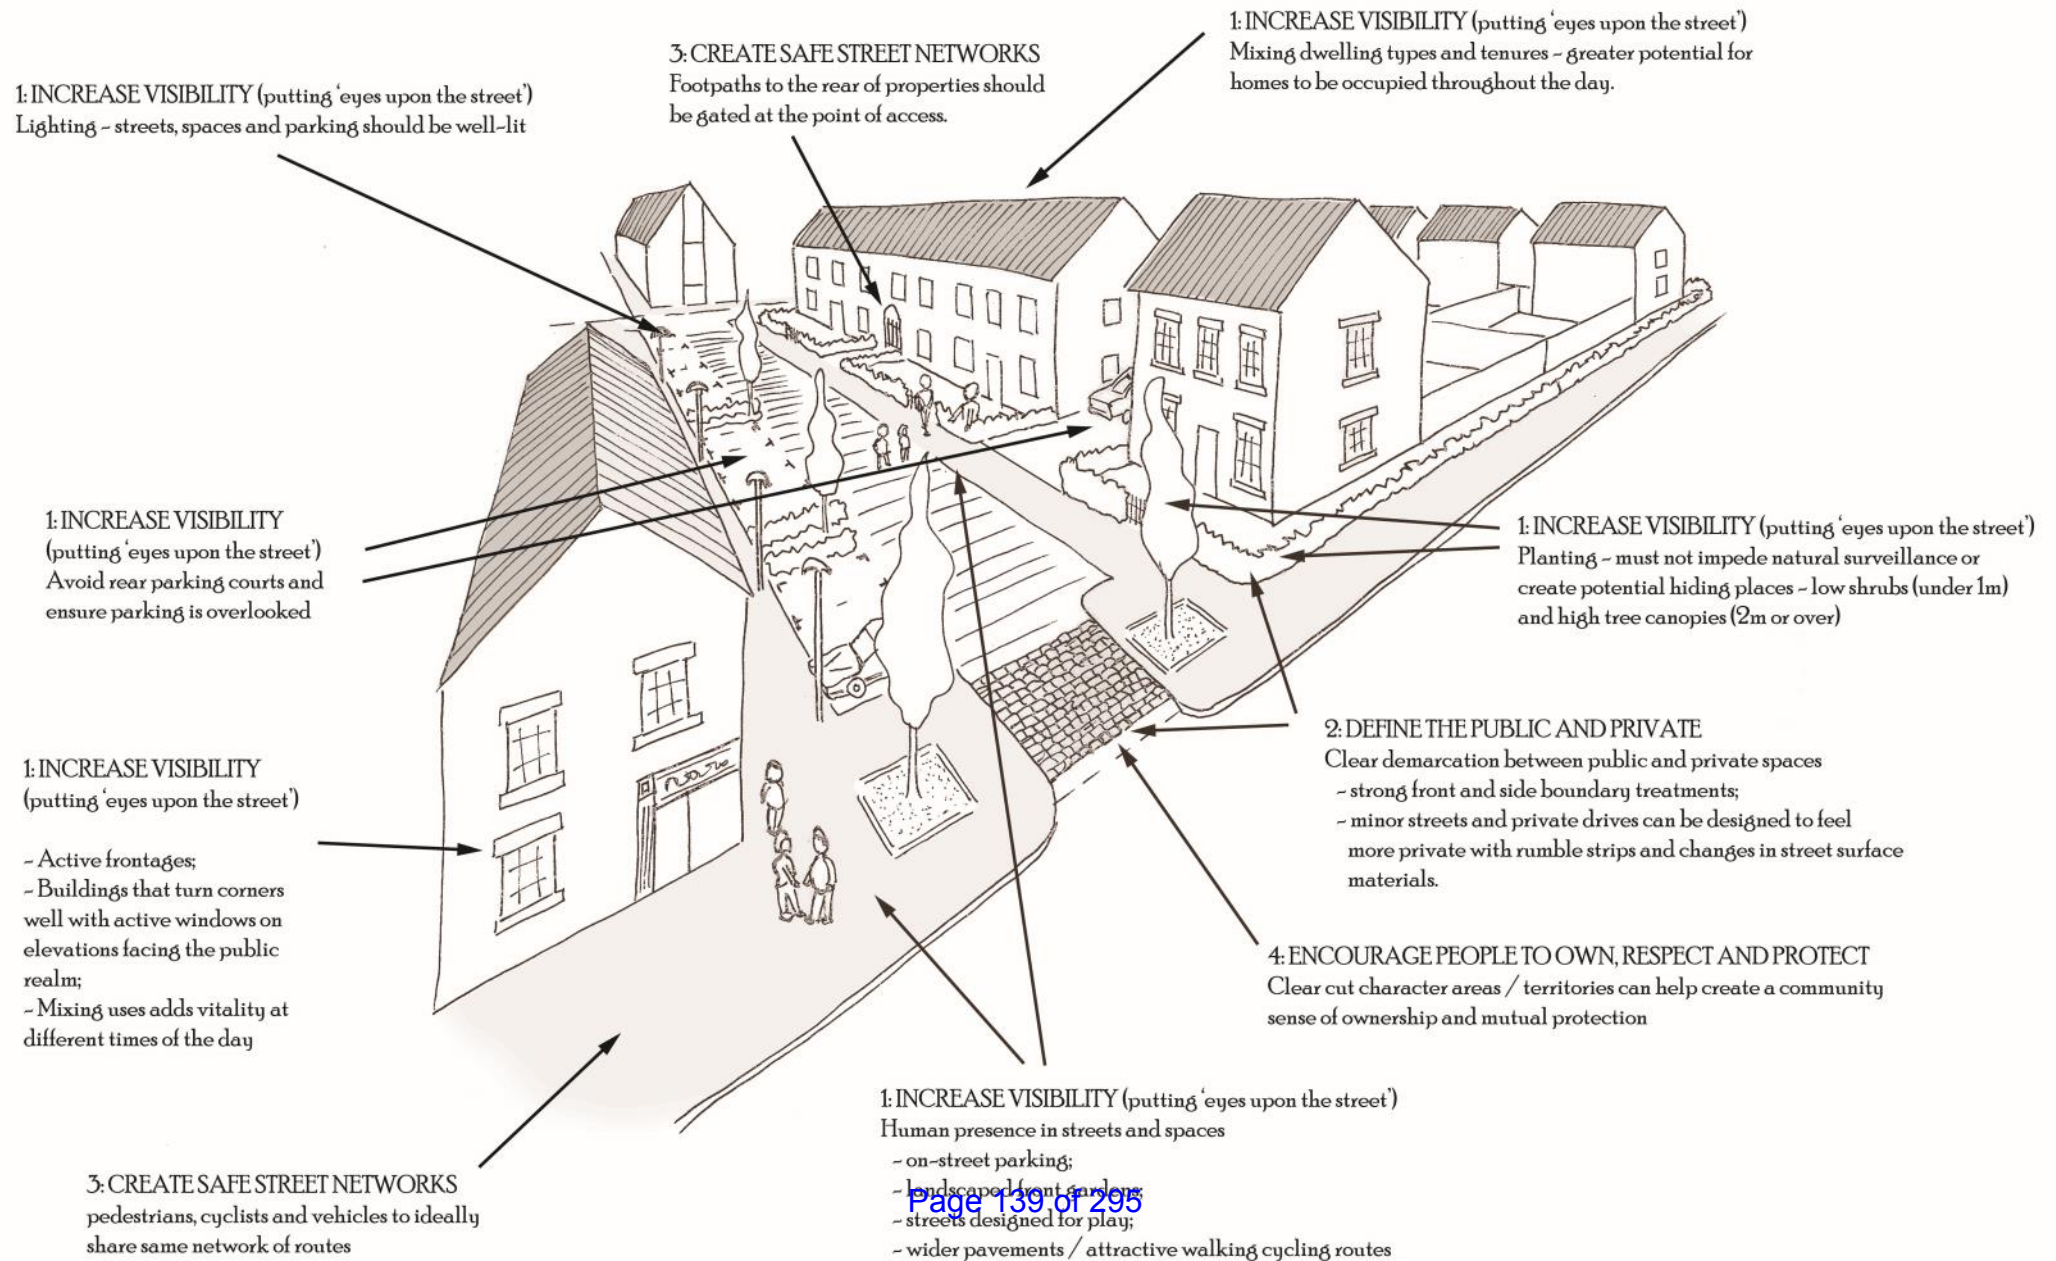 1: INCREASE VISIBILITY (putting ‘eyes upon the street’)
Lighting - streets, spaces and parking should be well-lit
3: CREATE SAFE STREET NETWORKS
Footpaths to the rear of properties should
be gated at the point of access.
1: INCREASE VISIBILITY (putting ‘eyes upon the street’)
Mixing dwelling types and tenures - greater potential for
homes to be occupied throughout the day.
1: INCREASE VISIBILITY
(putting ‘eyes upon the street’)
Avoid rear parking courts and
ensure parking is overlooked
1: INCREASE VISIBILITY (putting ‘eyes upon the street’)
Planting - must not impede natural surveillance or
create potential hiding places - low shrubs (under 1m)
and high tree canopies (2m or over)
2: DEFINE THE PUBLIC AND PRIVATE
Clear demarcation between public and private spaces
- strong front and side boundary treatments;
- minor streets and private drives can be designed to feel
more private with rumble strips and changes in street surface
materials.
1: INCREASE VISIBILITY
(putting ‘eyes upon the street’)
- Active frontages;
- Buildings that turn corners
well with active windows on
elevations facing the public
realm;
- Mixing uses adds vitality at
different times of the day
4: ENCOURAGE PEOPLE TO OWN, RESPECT AND PROTECT
Clear cut character areas / territories can help create a community
sense of ownership and mutual protection
1: INCREASE VISIBILITY (putting ‘eyes upon the street’)
Human presence in streets and spaces
- on-street parking;
- landscaped front gardens;
Page 139 of 295
- streets designed for play;
- wider pavements / attractive walking cycling routes
3: CREATE SAFE STREET NETWORKS
pedestrians, cyclists and vehicles to ideally
share same network of routes